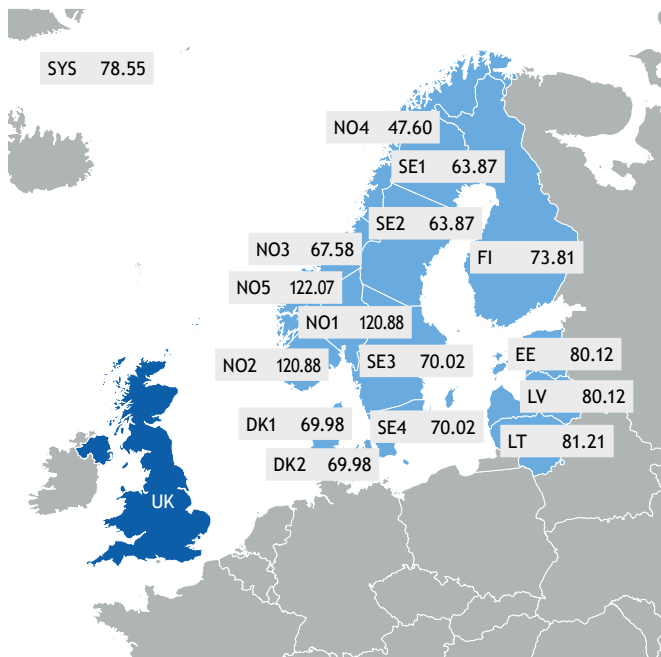 SYS 78.55
NO4 47.60
SE1 63.87
SE2 63.87
NO3 67.58
FI 73.81
NO5 122.07
NO1 120.88
EE 80.12
NO2 120.88
SE3 70.02
LV 80.12
DK1 69.98
SE4 70.02
LT 81.21
DK2 69.98
UK